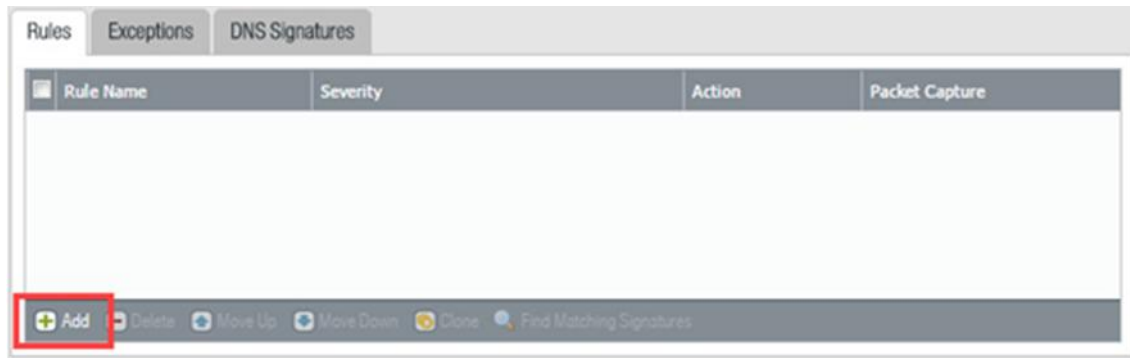 Rules Exceptions DNS Signatures
Rule Name Severity Action Packet Capture
Add Delete Move Up Move Down Clone Find Matching Signatures